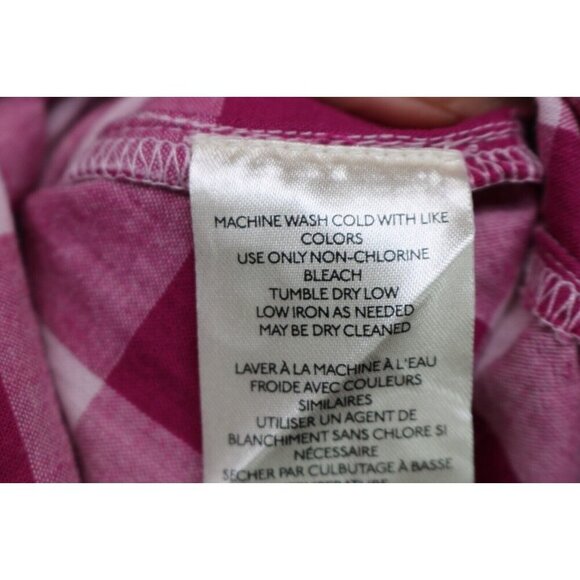 MACHINE WASH COLD WITH LIKE
COLORS
USE ONLY NON-CHLORINE
BLEACH
TUMBLE DRY LOW
LOW IRON AS NEEDED
MAY BE DRY CLEANED
LAVER À LA MACHINE À L'EAU
FROIDE AVEC COULEURS
SIMILAIRES
UTILISER UN AGENT DE
BLANCHIMENT SANS CHLORE SI
NÉCESSAIRE
SÉCHER PAR CULBUTAGE À BASSE